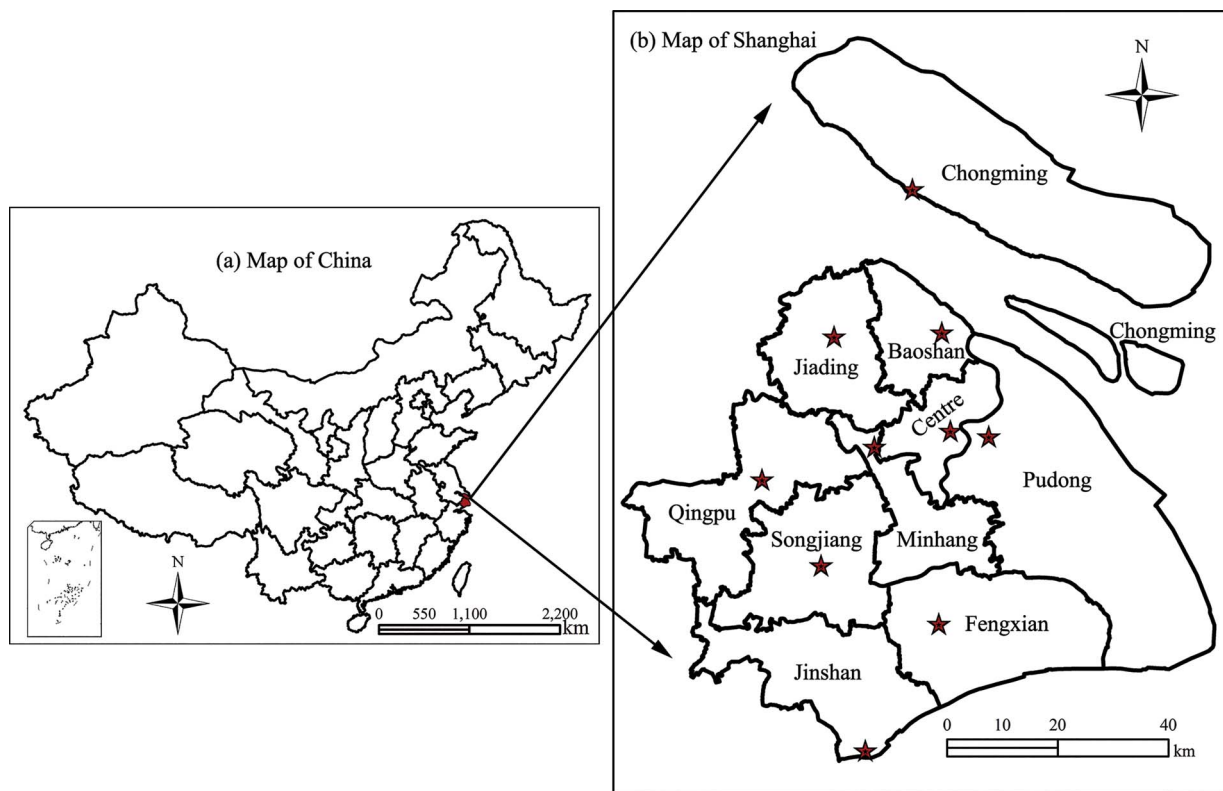 (a) Map of China
N
0 550 1,100 2,200
km
(b) Map of Shanghai
N
Chongming
Chongming
Jiading
Baoshan
Centre
Pudong
Qingpu
Songjiang
Minhang
Fengxian
Jinshan
0 10 20 40
km